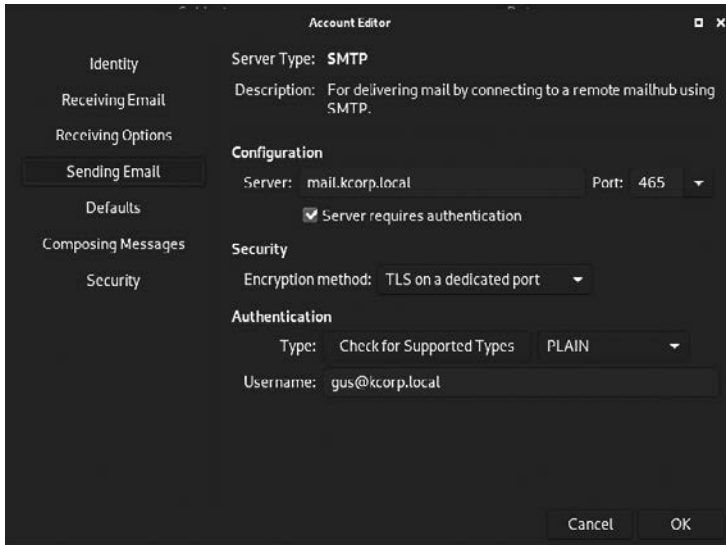 Account Editor
Identity
Receiving Email
Receiving Options
Sending Email
Defaults
Composing Messages
Security
Server Type: SMTP
Description: For delivering mail by connecting to a remote mailhub using
SMTP.
Configuration
Server: mail.kcorp.local Port: 465
Server requires authentication
Security
Encryption method: TLS on a dedicated port
Authentication
Type: Check for Supported Types PLAIN
Username: gus@kcorp.local
Cancel OK